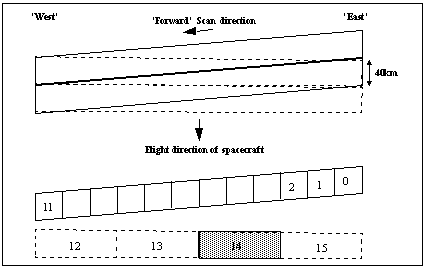 'West' 'Forward' Scan direction 'East'
40km
Flight direction of spacecraft
11 2 1 0
12 13 14 15